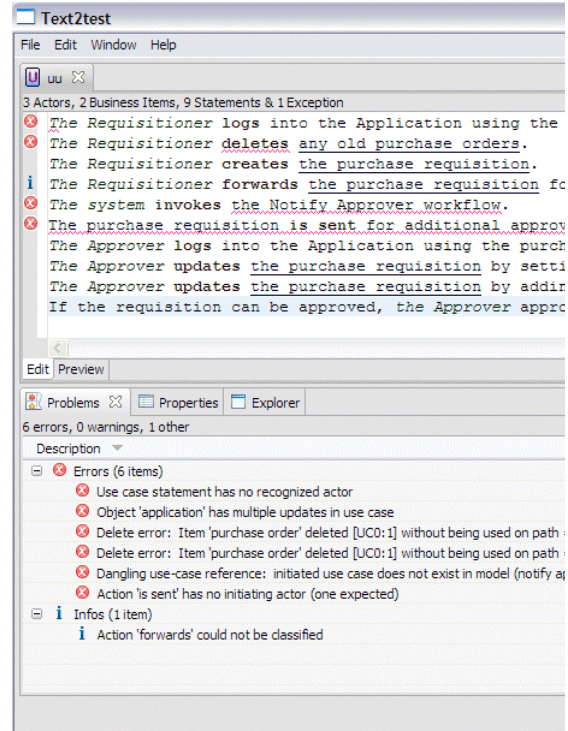 Text2test
File Edit Window Help
U uu
3 Actors, 2 Business Items, 9 Statements & 1 Exception
The Requisitioner logs into the Application using the
The Requisitioner deletes any old purchase orders.
The Requisitioner creates the purchase requisition.
i The Requisitioner forwards the purchase requisition fo
The system invokes the Notify Approver workflow.
The purchase requisition is sent for additional approv
The Approver logs into the Application using the purch
The Approver updates the purchase requisition by setti
The Approver updates the purchase requisition by addin
If the requisition can be approved, the Approver appro
Edit Preview
Problems Properties Explorer
6 errors, 0 warnings, 1 other
Description
Errors (6 items)
Use case statement has no recognized actor
Object 'application' has multiple updates in use case
Delete error: Item 'purchase order' deleted [UC0:1] without being used on path =
Delete error: Item 'purchase order' deleted [UC0:1] without being used on path =
Dangling use-case reference: initiated use case does not exist in model (notify ap
Action 'is sent' has no initiating actor (one expected)
i Infos (1 item)
i Action 'forwards' could not be classified